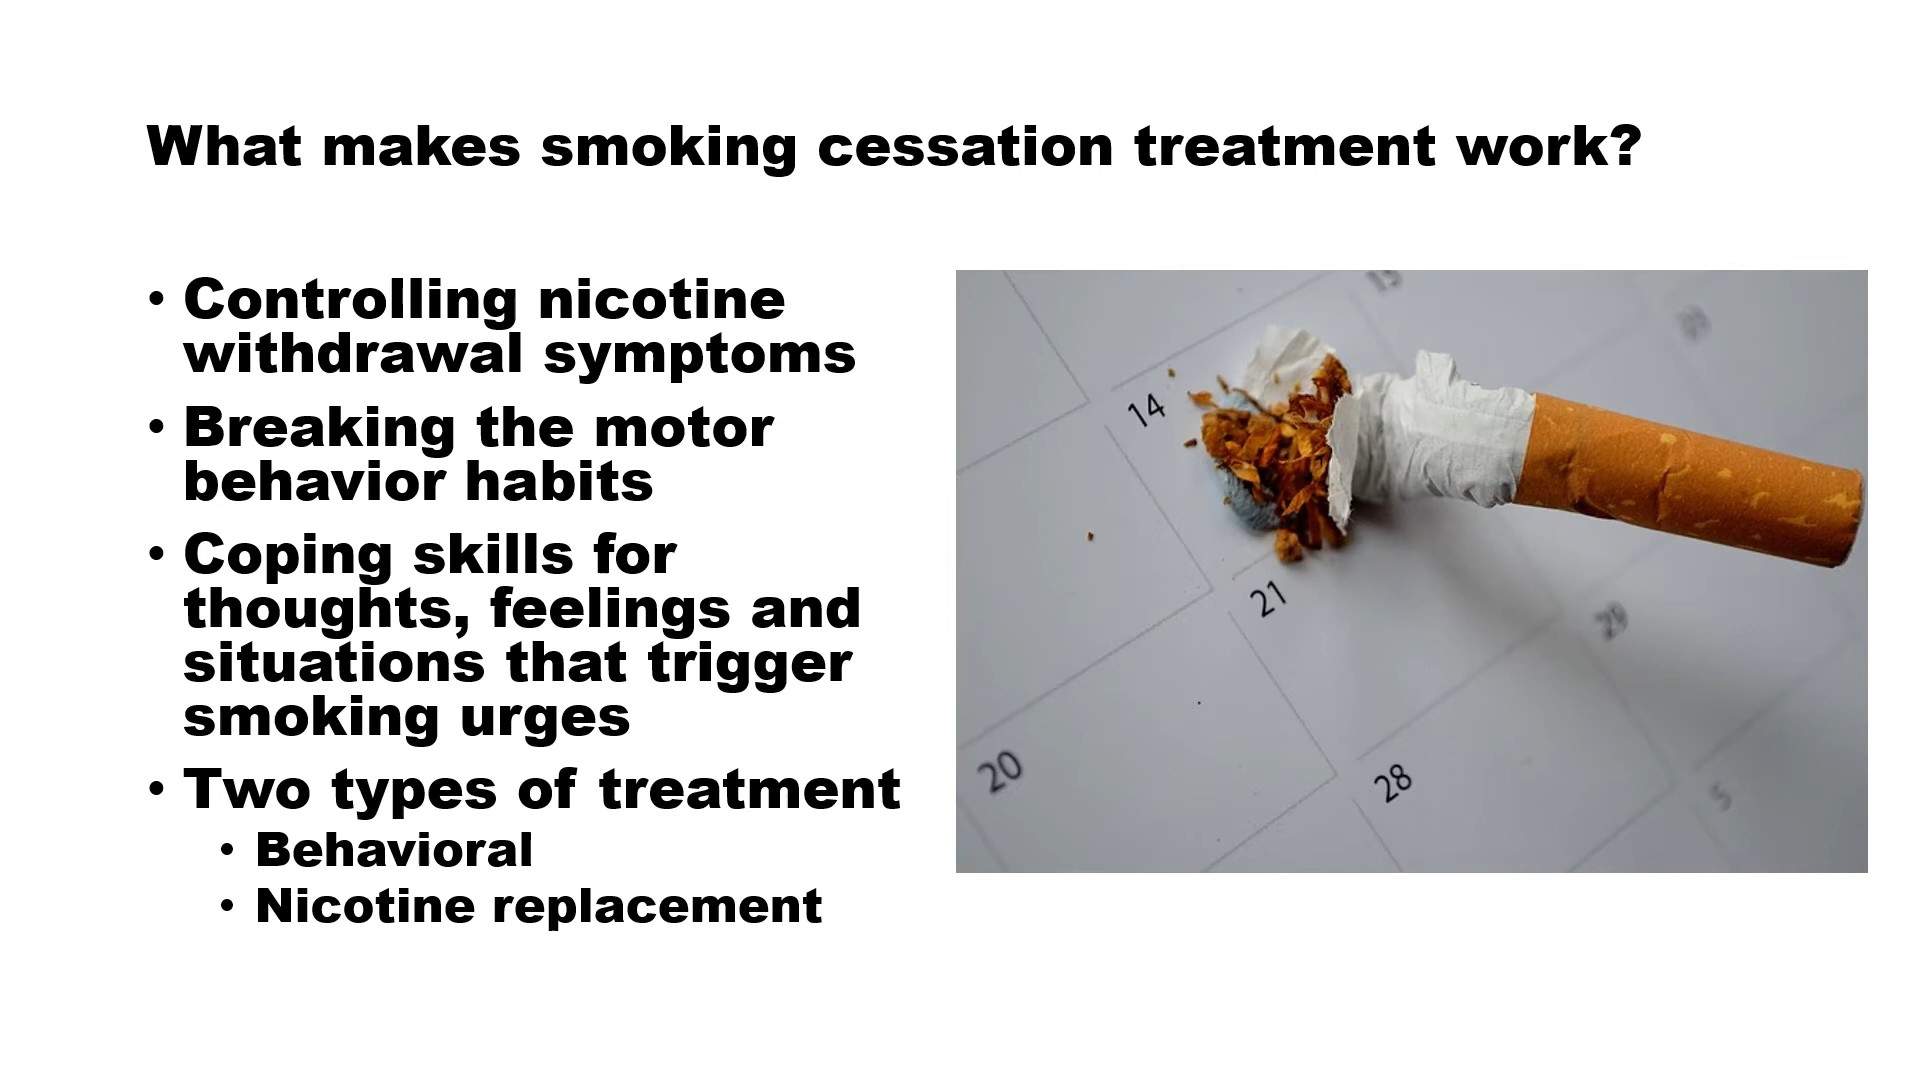 What makes smoking cessation treatment work?
• Controlling nicotine
withdrawal symptoms
• Breaking the motor
behavior habits
• Coping skills for
thoughts, feelings and
situations that trigger
smoking urges
• Two types of treatment
• Behavioral
• Nicotine replacement
14
21
20
28
5